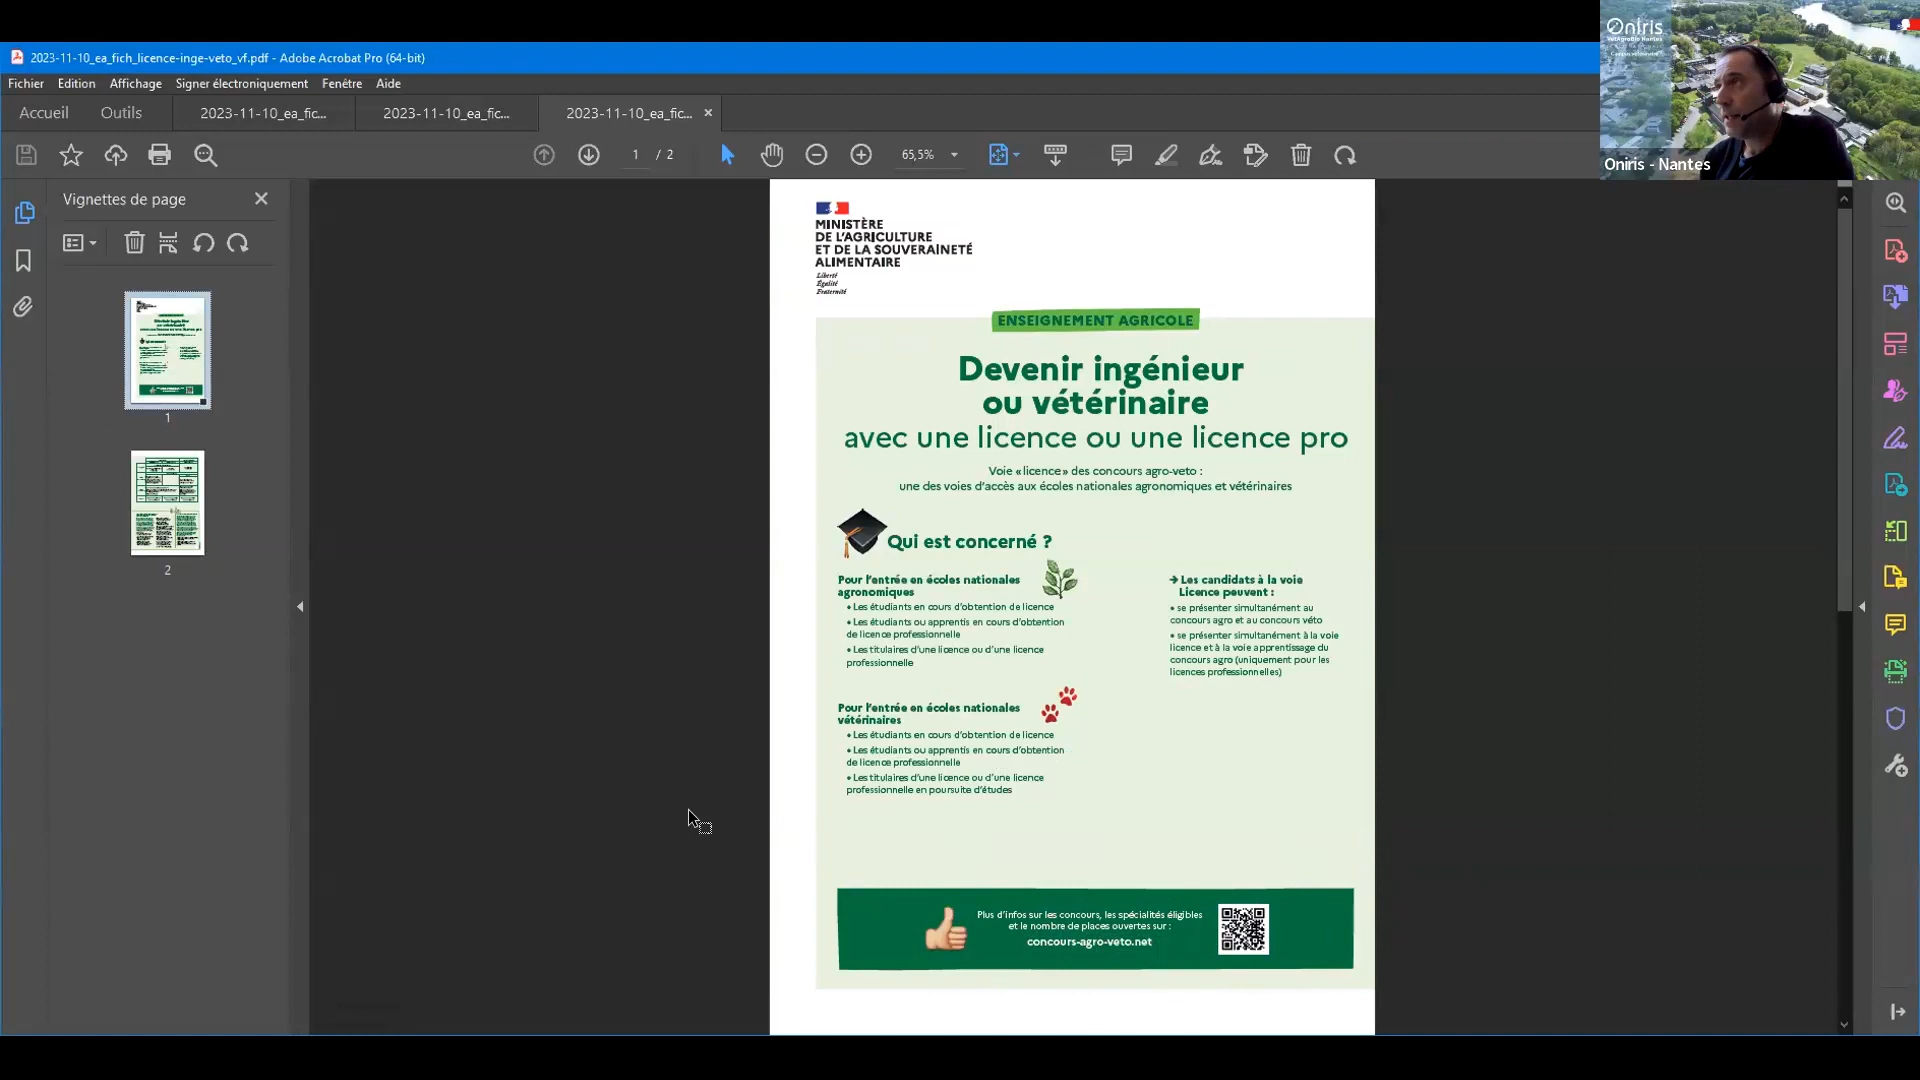 2023-11-10_ea_fich_licence-inge-veto_vf.pdf - Adobe Acrobat Pro (64-bit)
Fichier Edition Affichage Signer électroniquement Fenêtre Aide
Accueil Outils 2023-11-10_ea_fic... 2023-11-10_ea_fic... 2023-11-10_ea_fic... ×
1 / 2 65,5%
Oniris
Oniris - Nantes
Vignettes de page
1
2
MINISTÈRE
DE L'AGRICULTURE
ET DE LA SOUVERAINETÉ
ALIMENTAIRE
Liberté
Égalité
Fraternité
ENSEIGNEMENT AGRICOLE
Devenir ingénieur
ou vétérinaire
avec une licence ou une licence pro
Voie «licence» des concours agro-veto :
une des voies d'accès aux écoles nationales agronomiques et vétérinaires
Qui est concerné ?
Pour l'entrée en écoles nationales
agronomiques
• Les étudiants en cours d'obtention de licence
• Les étudiants ou apprentis en cours d'obtention
de licence professionnelle
• Les titulaires d'une licence ou d'une licence
professionnelle
Pour l'entrée en écoles nationales
vétérinaires
• Les étudiants en cours d'obtention de licence
• Les étudiants ou apprentis en cours d'obtention
de licence professionnelle
• Les titulaires d'une licence ou d'une licence
professionnelle en poursuite d'études
→ Les candidats à la voie
Licence peuvent :
• se présenter simultanément au
concours agro et au concours véto
• se présenter simultanément à la voie
licence et à la voie apprentissage du
concours agro (uniquement pour les
licences professionnelles)
Plus d'infos sur les concours, les spécialités éligibles
et le nombre de places ouvertes sur :
concours-agro-veto.net